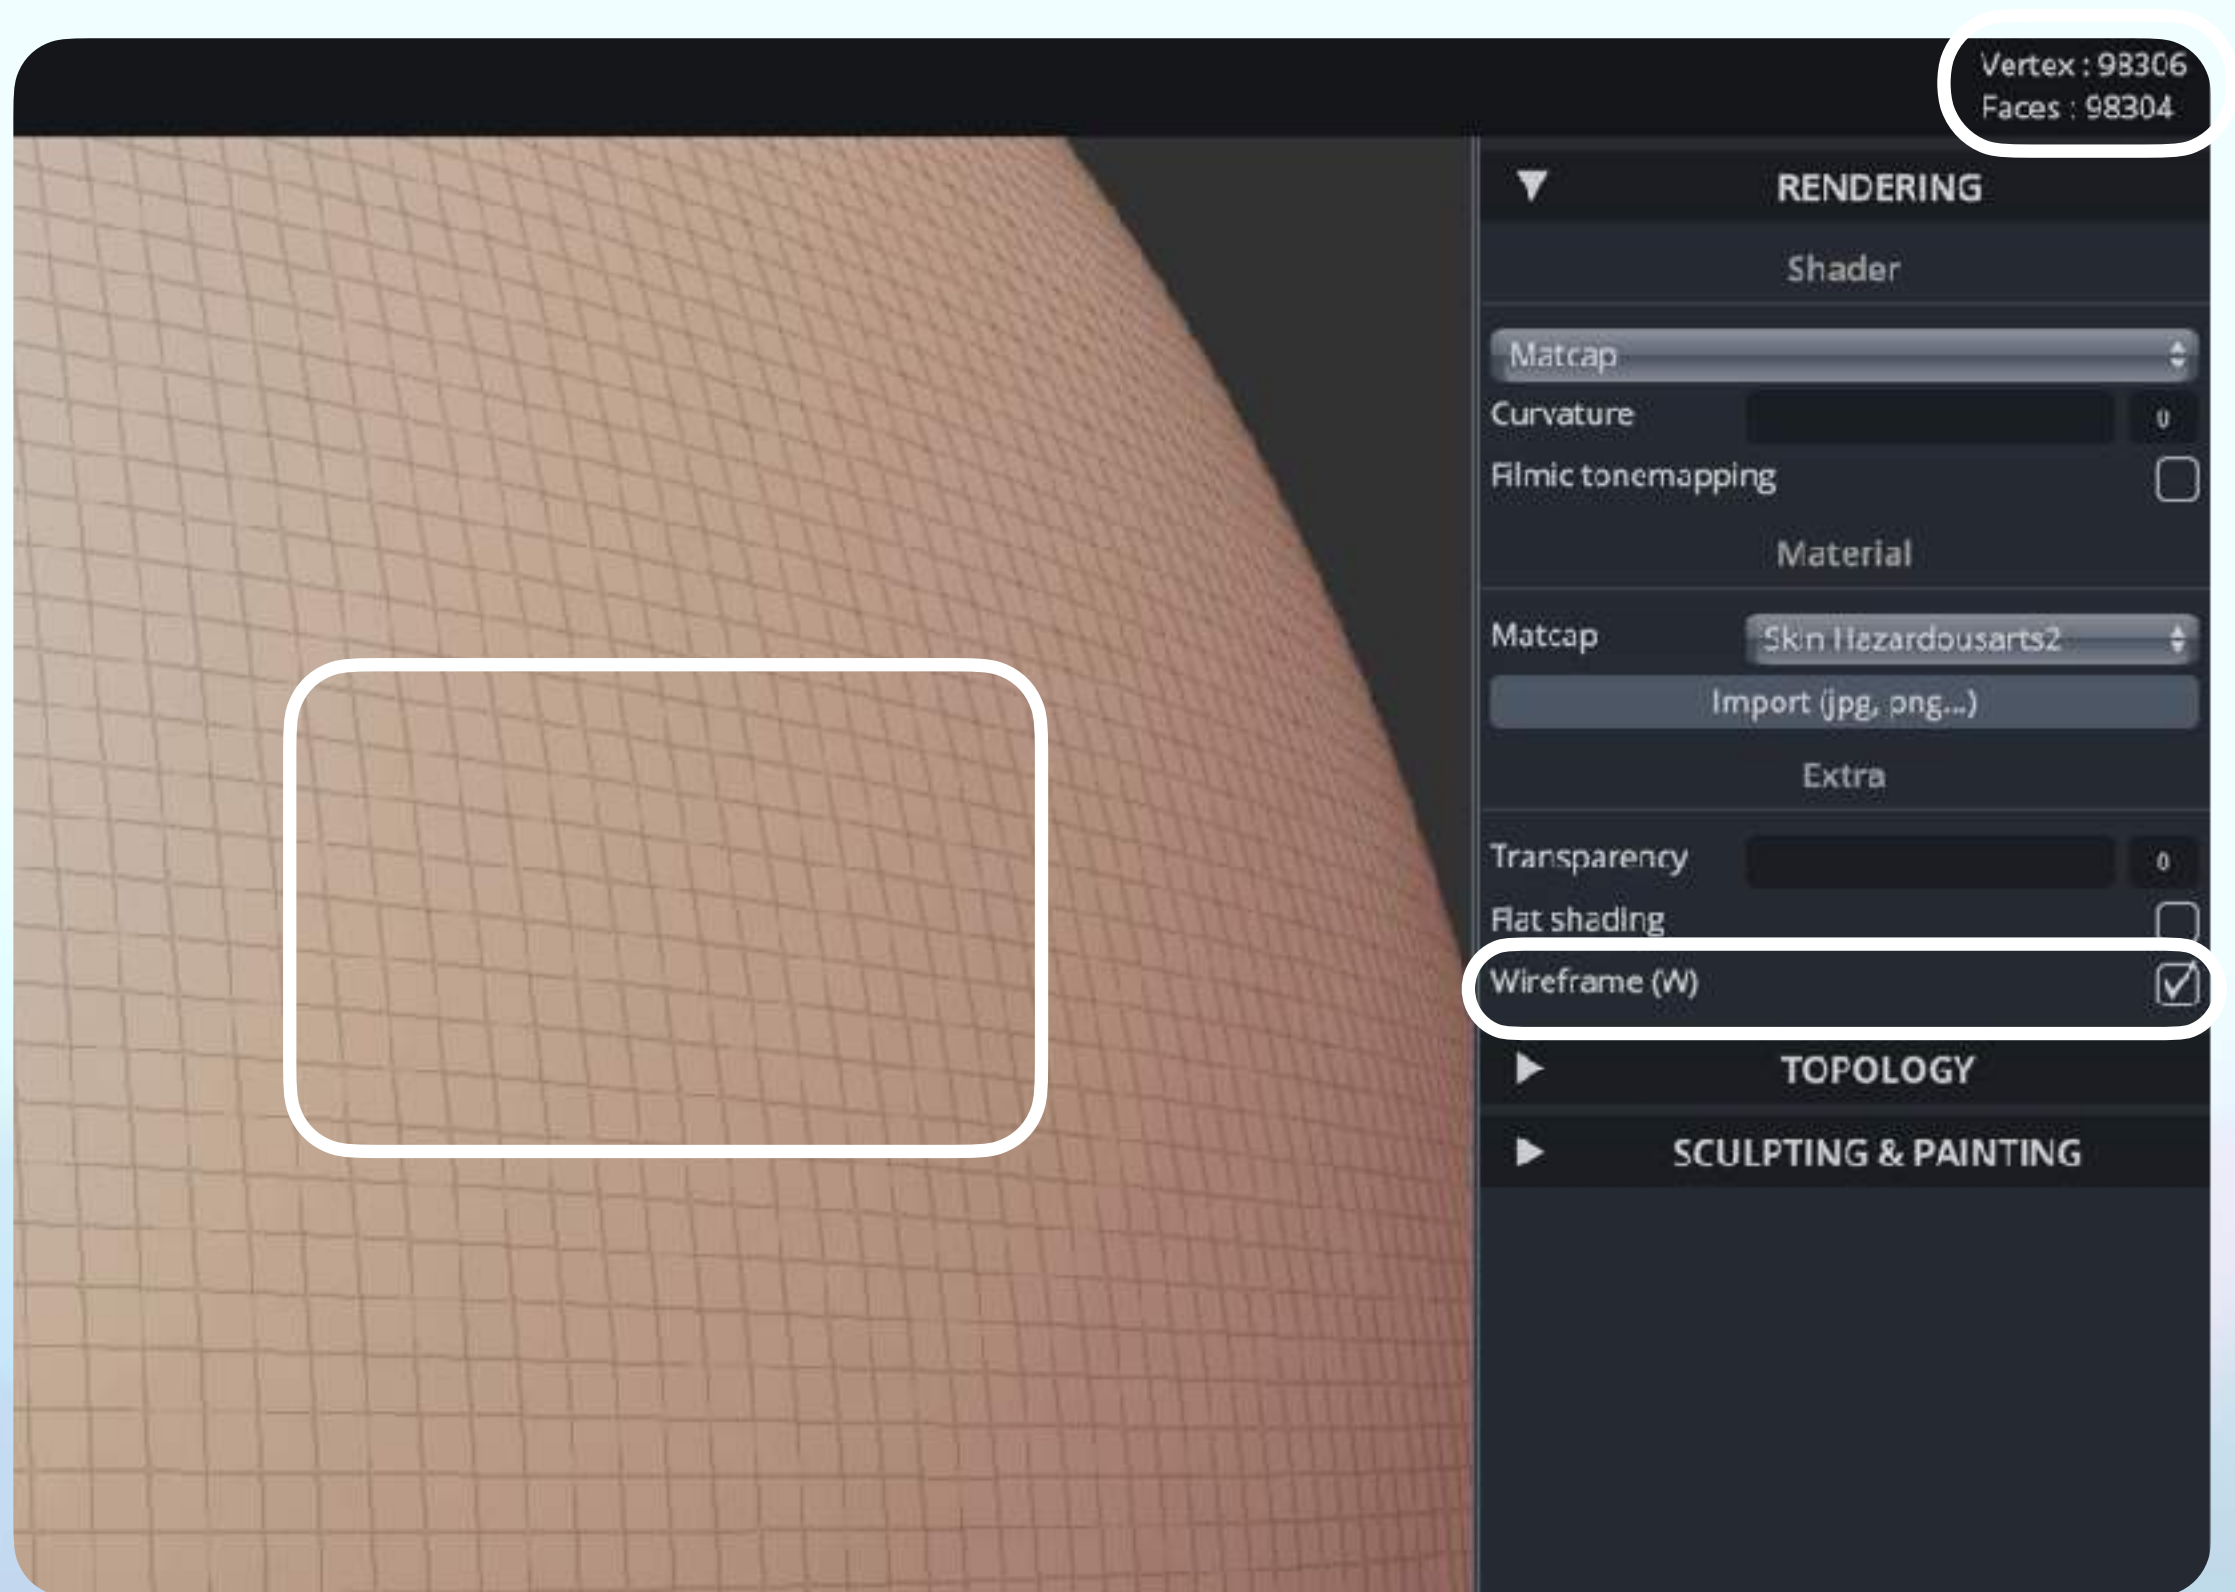 Vertex : 98306
Faces : 98304
RENDERING
Shader
Matcap
Curvature 0
Filmic tonemapping
Material
Matcap Skin Hazardousarts2
Import (jpg, png...)
Extra
Transparency 0
Flat shading
Wireframe (W)
TOPOLOGY
SCULPTING & PAINTING